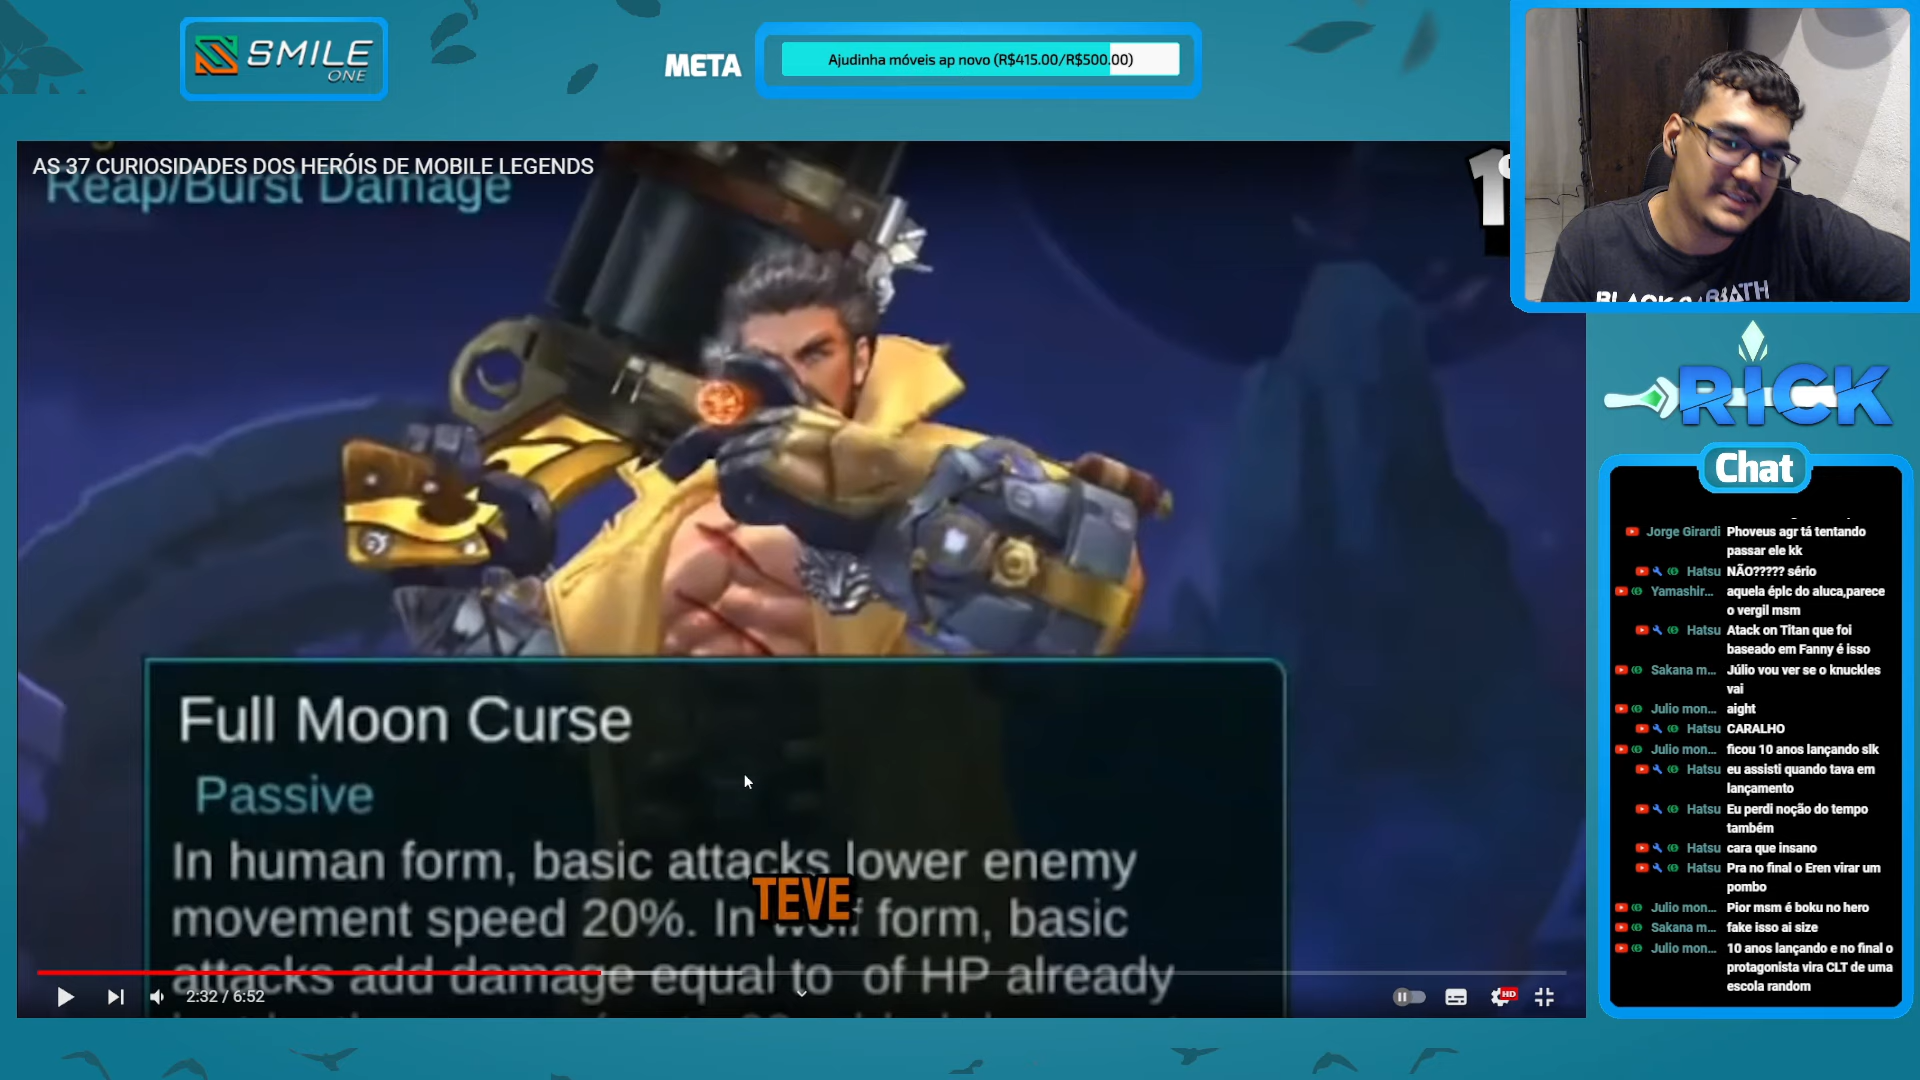 SMILE
ONE
META
Ajudinha móveis ap novo (R$415.00/R$500.00)
AS 37 CURIOSIDADES DOS HERÓIS DE MOBILE LEGENDS
Reap/Burst Damage
Full Moon Curse
Passive
In human form, basic attacks lower enemy
movement speed 20%. In wolf form, basic
attacks add damage equal to of HP already
TEVE
2:32 / 6:52
HD
BLACK SABBATH
RICK
Chat
Jorge Girardi Phoveus agr tá tentando
passar ele kk
Hatsu NÃO????? sério
Yamashir... aquela éplc do aluca,parece
o vergil msm
Hatsu Atack on Titan que foi
baseado em Fanny é isso
Sakana m... Júlio vou ver se o knuckles
vai
Julio mon... aight
Hatsu CARALHO
Julio mon... ficou 10 anos lançando slk
Hatsu eu assisti quando tava em
lançamento
Hatsu Eu perdi noção do tempo
também
Hatsu cara que insano
Hatsu Pra no final o Eren virar um
pombo
Julio mon... Pior msm é boku no hero
Sakana m... fake isso ai size
Julio mon... 10 anos lançando e no final o
protagonista vira CLT de uma
escola random